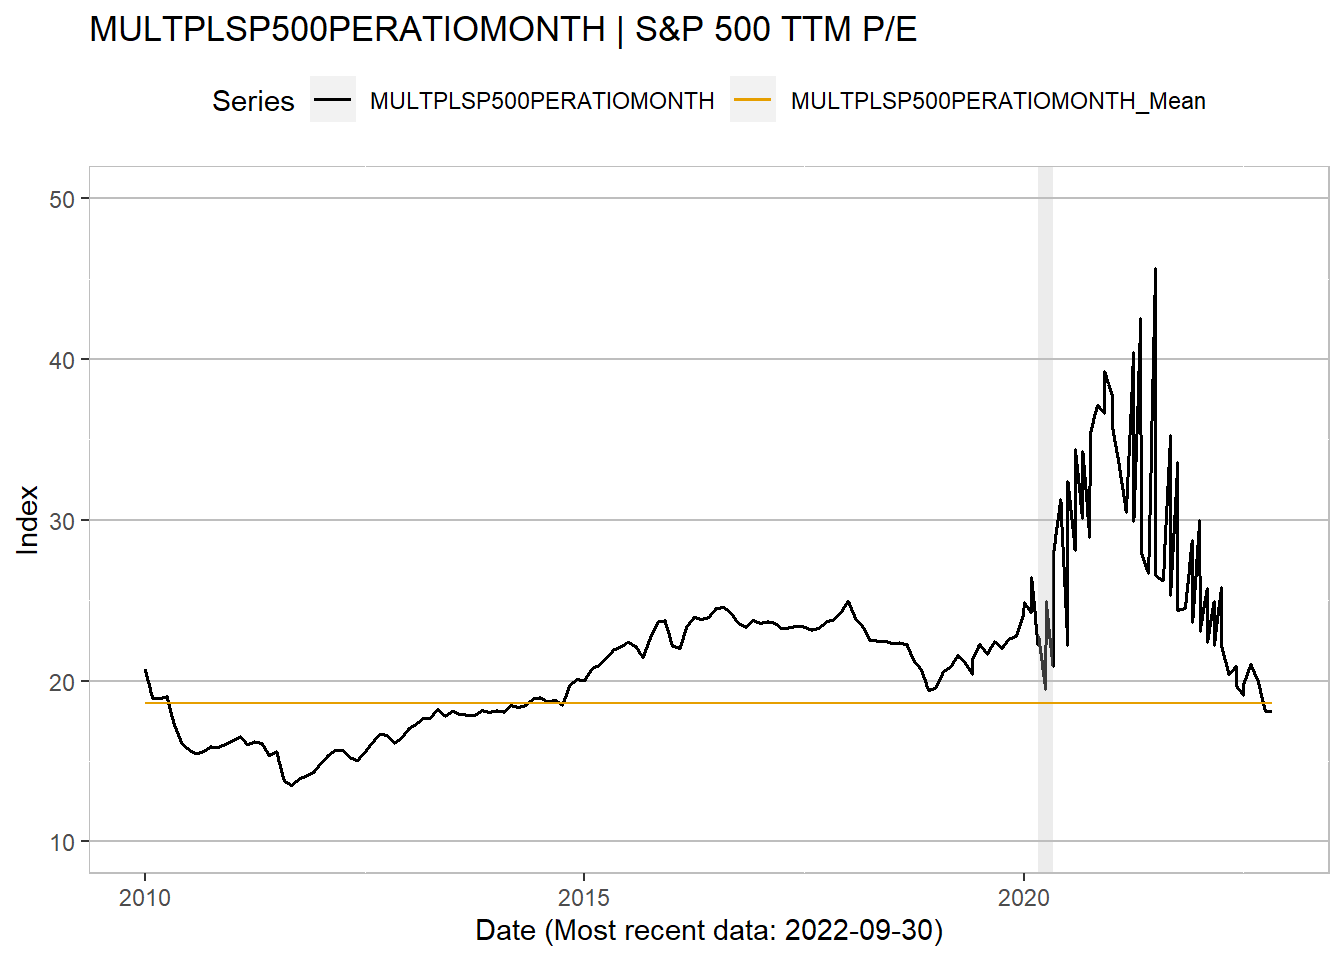 MULTPLSP500PERATIOMONTH | S&P 500 TTM P/E
Series MULTPLSP500PERATIOMONTH MULTPLSP500PERATIOMONTH_Mean
50
40
30
20
10
Index
2010 2015 2020
Date (Most recent data: 2022-09-30)